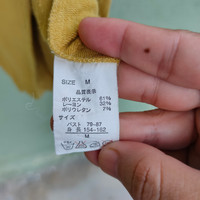 SIZE M
品質表示
ポリエステル 61%
レーヨン 32%
ポリウレタン 7%
サイズ
バスト 79-87
身長 154-162
M